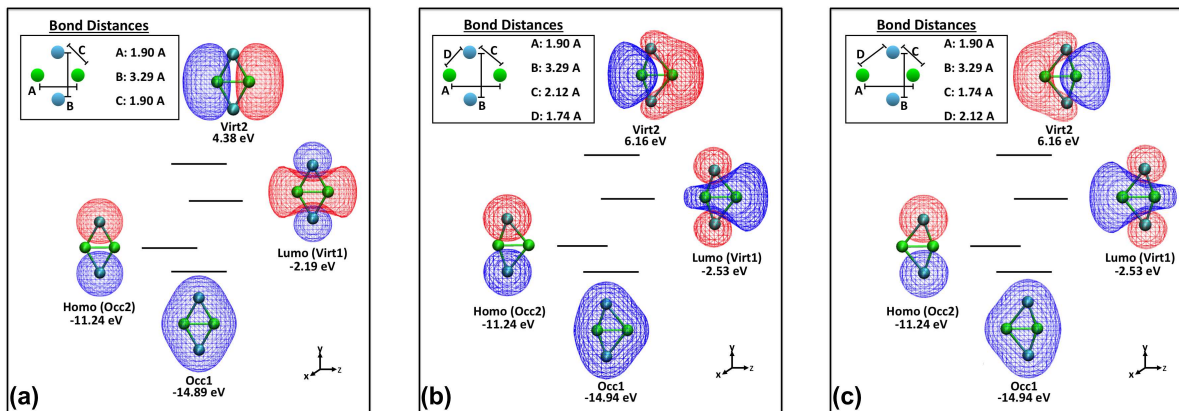 Bond Distances
C
A
B
A: 1.90 A
B: 3.29 A
C: 1.90 A
Virt2
4.38 eV
Lumo (Virt1)
-2.19 eV
Homo (Occ2)
-11.24 eV
Occ1
-14.89 eV
Y
X
Z
(a)
Bond Distances
D
C
A
B
A: 1.90 A
B: 3.29 A
C: 2.12 A
D: 1.74 A
Virt2
6.16 eV
Lumo (Virt1)
-2.53 eV
Homo (Occ2)
-11.24 eV
Occ1
-14.94 eV
Y
X
Z
(b)
Bond Distances
D
C
A
B
A: 1.90 A
B: 3.29 A
C: 1.74 A
D: 2.12 A
Virt2
6.16 eV
Lumo (Virt1)
-2.53 eV
Homo (Occ2)
-11.24 eV
Occ1
-14.94 eV
Y
X
Z
(c)